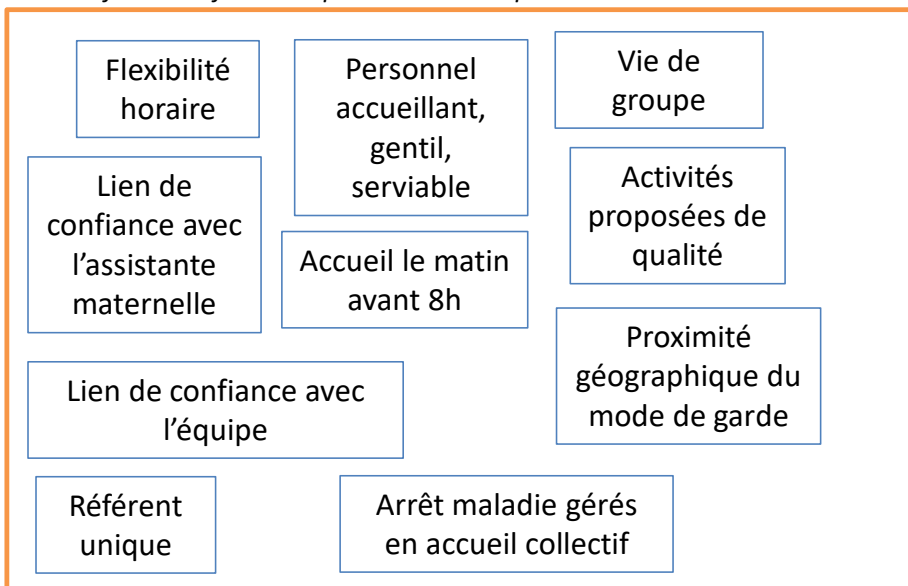 Flexibilité
horaire
Personnel
accueillant,
gentil,
serviable
Vie de
groupe
Lien de
confiance avec
l'assistante
maternelle
Accueil le matin
avant 8h
Activités
proposées de
qualité
Proximité
géographique du
mode de garde
Lien de confiance avec
l'équipe
Référent
unique
Arrêt maladie gérés
en accueil collectif